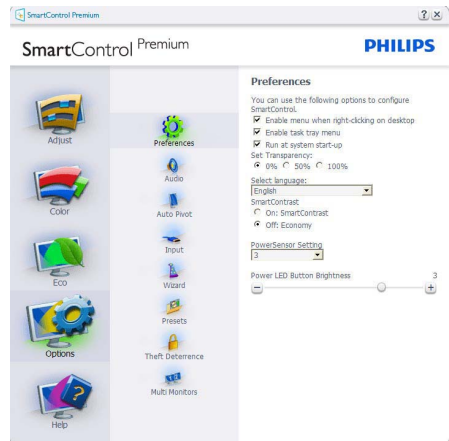 SmartControl Premium
? x
SmartControl Premium
PHILIPS
Adjust
Color
Eco
Options
Help
Preferences
Audio
Auto Pivot
Input
Wizard
Presets
Theft Deterrence
Multi Monitors
Preferences
You can use the following options to configure
SmartControl.
Enable menu when right-clicking on desktop
Enable task tray menu
Run at system start-up
Set Transparency:
0% 50% 100%
Select language:
English
SmartContrast
On: SmartContrast
Off: Economy
PowerSensor Setting
3
Power LED Button Brightness 3